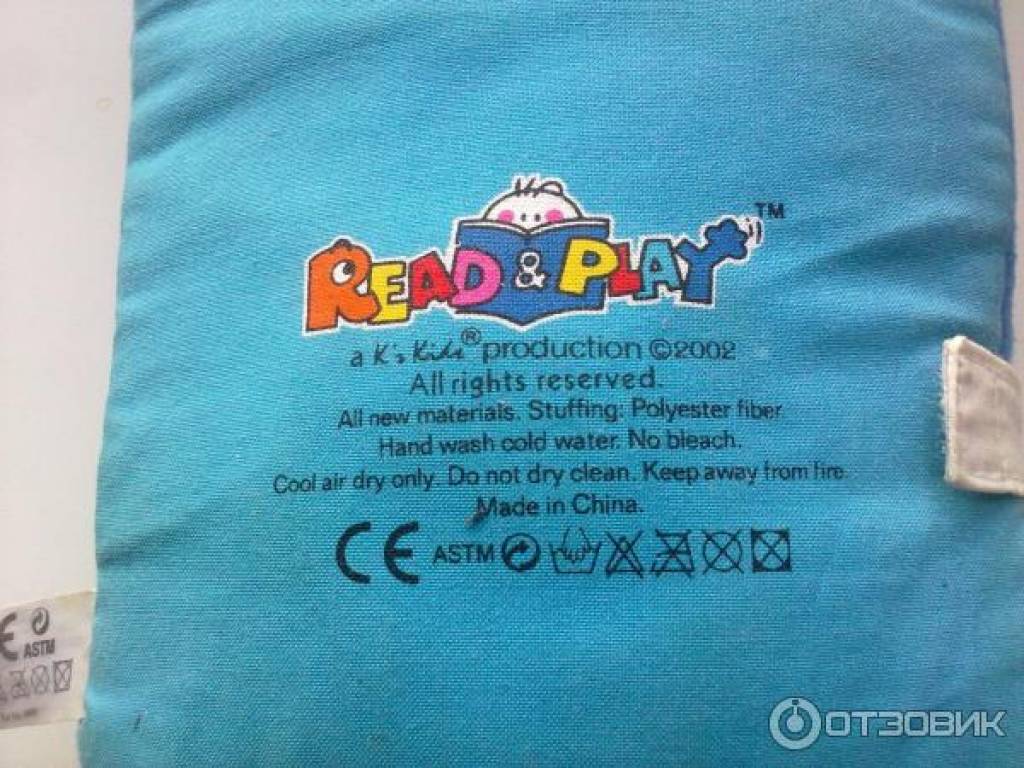 READ & PLAY™
a K's Kids® production ©2002
All rights reserved.
All new materials. Stuffing: Polyester fiber
Hand wash cold water. No bleach.
Cool air dry only. Do not dry clean. Keep away from fire.
Made in China.
CE ASTM
CE
ASTM
ОТЗОВИК